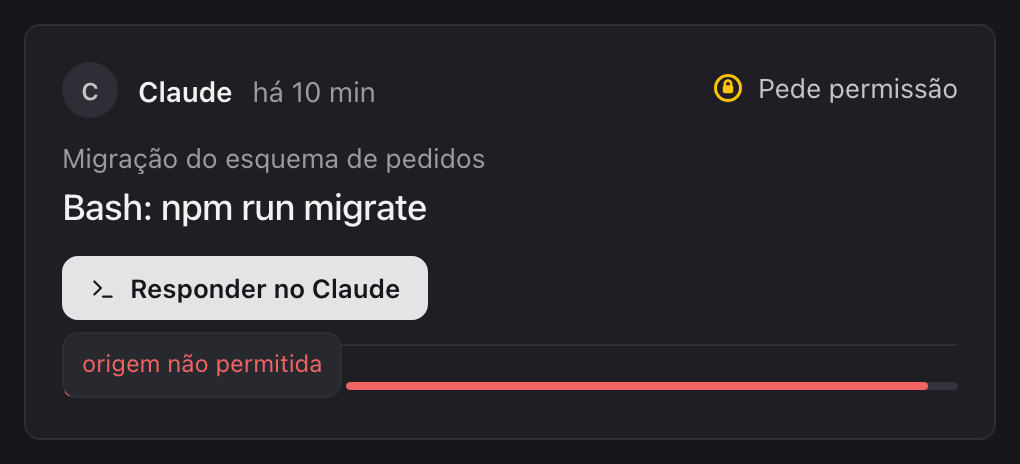 C
Claude há 10 min
Pede permissão
Migração do esquema de pedidos
Bash: npm run migrate
>_ Responder no Claude
origem não permitida